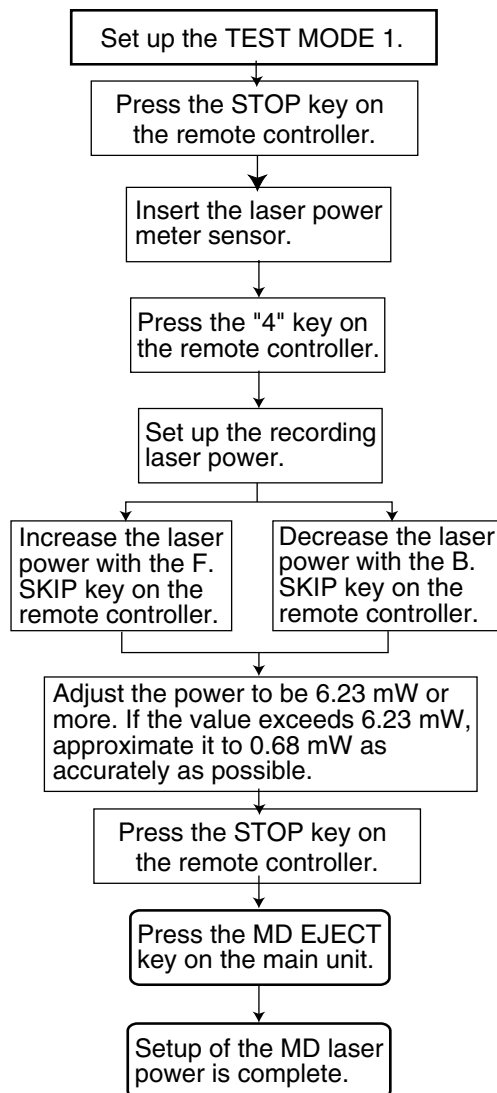 Set up the TEST MODE 1.
Press the STOP key on
the remote controller.
Insert the laser power
meter sensor.
Press the "4" key on
the remote controller.
Set up the recording
laser power.
Increase the laser
power with the F.
SKIP key on the
remote controller.
Decrease the laser
power with the B.
SKIP key on the
remote controller.
Adjust the power to be 6.23 mW or
more. If the value exceeds 6.23 mW,
approximate it to 0.68 mW as
accurately as possible.
Press the STOP key on
the remote controller.
Press the MD EJECT
key on the main unit.
Setup of the MD laser
power is complete.